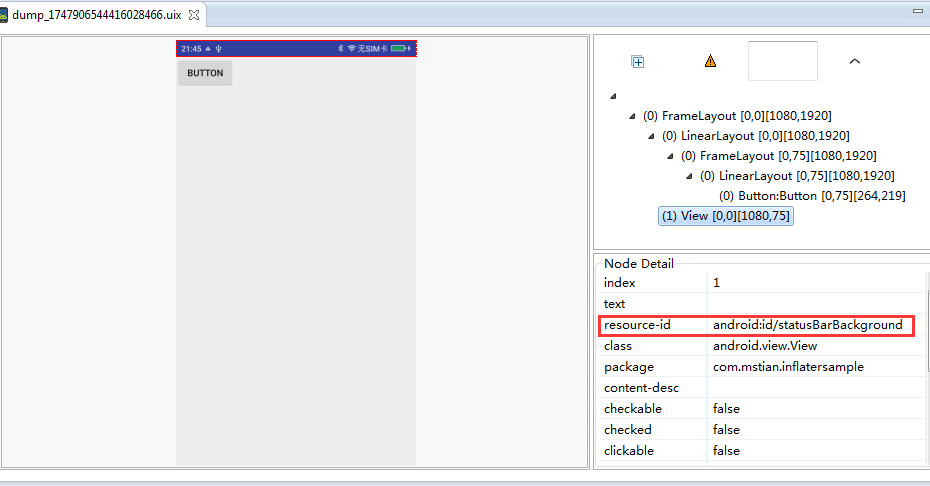 dump_1747906544416028466.uix
21:45 无SIM卡
BUTTON
(0) FrameLayout [0,0][1080,1920]
(0) LinearLayout [0,0][1080,1920]
(0) FrameLayout [0,75][1080,1920]
(0) LinearLayout [0,75][1080,1920]
(0) Button:Button [0,75][264,219]
(1) View [0,0][1080,75]
Node Detail
index 1
text
resource-id android:id/statusBarBackground
class android.view.View
package com.mstian.inflatersample
content-desc
checkable false
checked false
clickable false